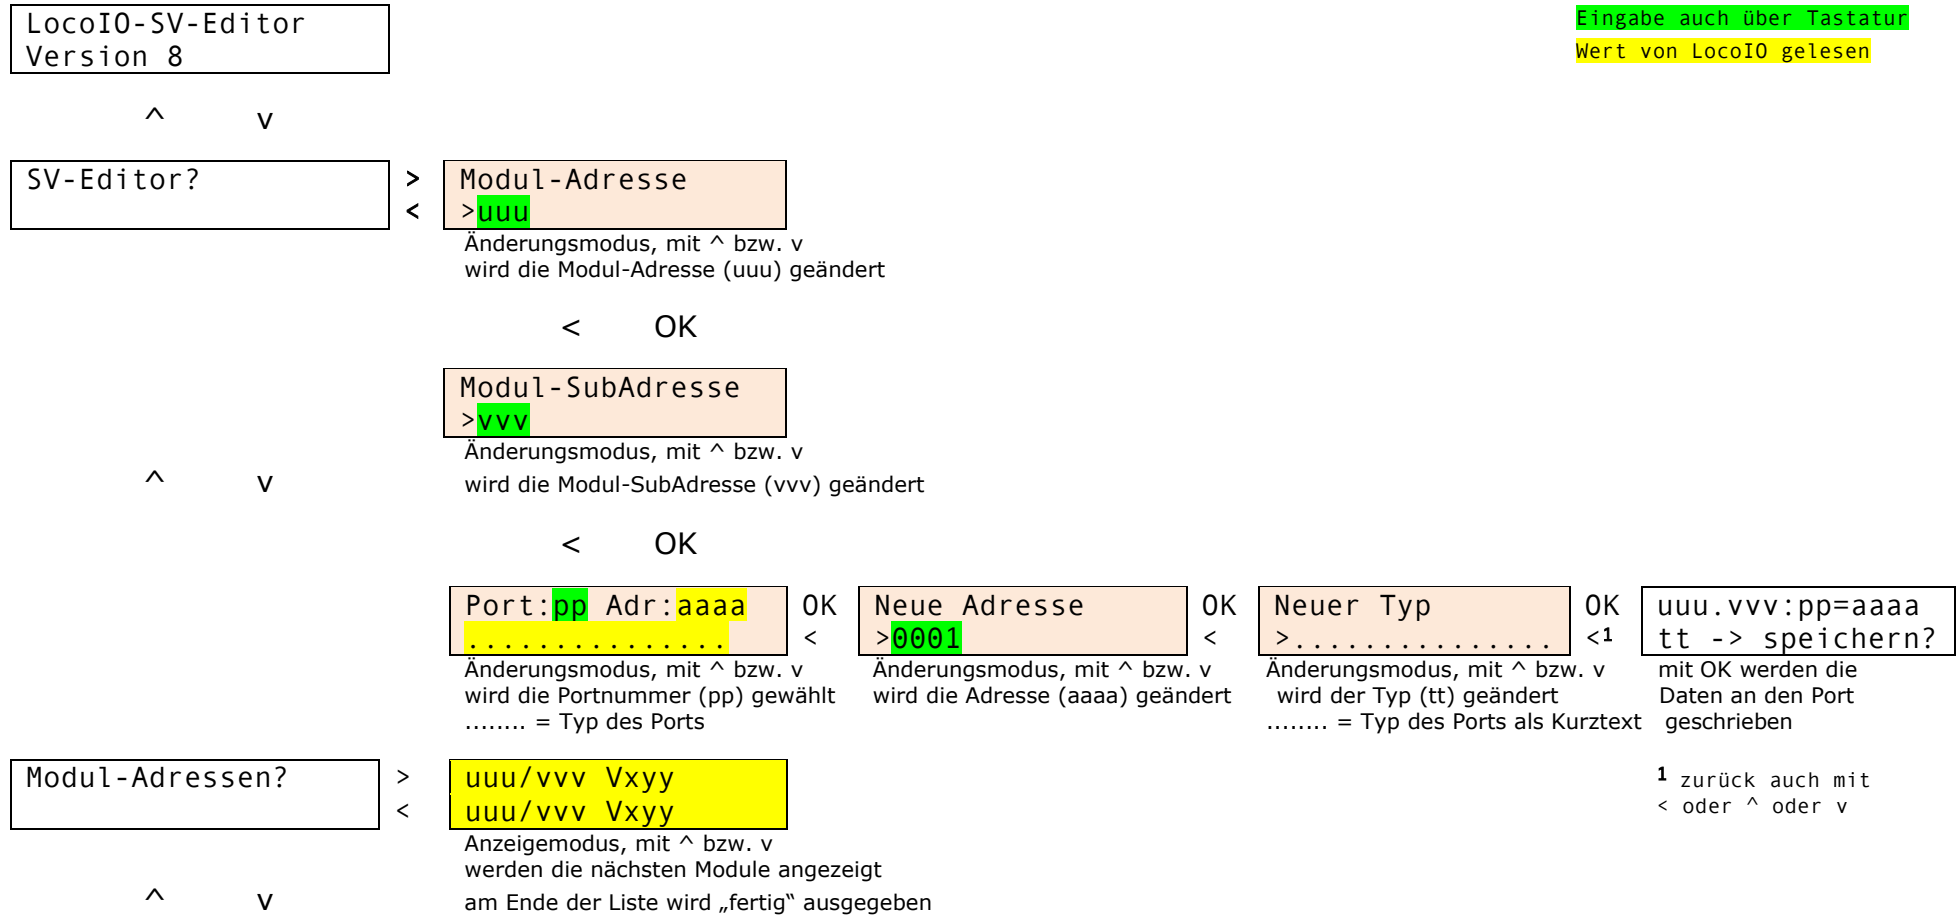 LocoIO-SV-Editor
Version 8
Eingabe auch über Tastatur
Wert von LocoIO gelesen
^ v
SV-Editor?
>
<
Modul-Adresse
>uuu
Änderungsmodus, mit ^ bzw. v
wird die Modul-Adresse (uuu) geändert
< OK
Modul-SubAdresse
>vvv
Änderungsmodus, mit ^ bzw. v
wird die Modul-SubAdresse (vvv) geändert
^ v
< OK
Port:pp Adr:aaaa
...............
Änderungsmodus, mit ^ bzw. v
wird die Portnummer (pp) gewählt
........ = Typ des Ports
OK
<
Neue Adresse
>0001
Änderungsmodus, mit ^ bzw. v
wird die Adresse (aaaa) geändert
OK
<
Neuer Typ
>...............
Änderungsmodus, mit ^ bzw. v
wird der Typ (tt) geändert
........ = Typ des Ports als Kurztext
OK
<1
uuu.vvv:pp=aaaa
tt -> speichern?
mit OK werden die
Daten an den Port
geschrieben
Modul-Adressen?
>
<
uuu/vvv Vxyy
uuu/vvv Vxyy
Anzeigemodus, mit ^ bzw. v
werden die nächsten Module angezeigt
am Ende der Liste wird „fertig“ ausgegeben
1 zurück auch mit
< oder ^ oder v
^ v